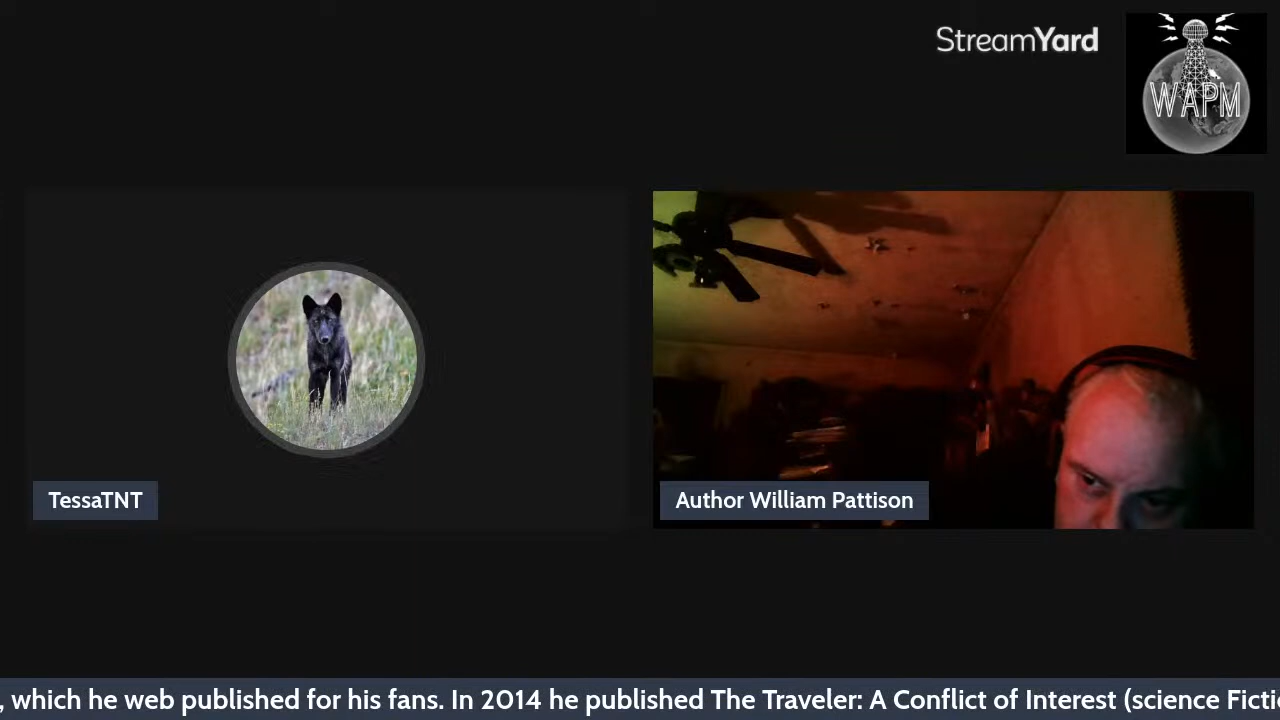 StreamYard
WAPM
TessaTNT
Author William Pattison
, which he web published for his fans. In 2014 he published The Traveler: A Conflict of Interest (science Ficti